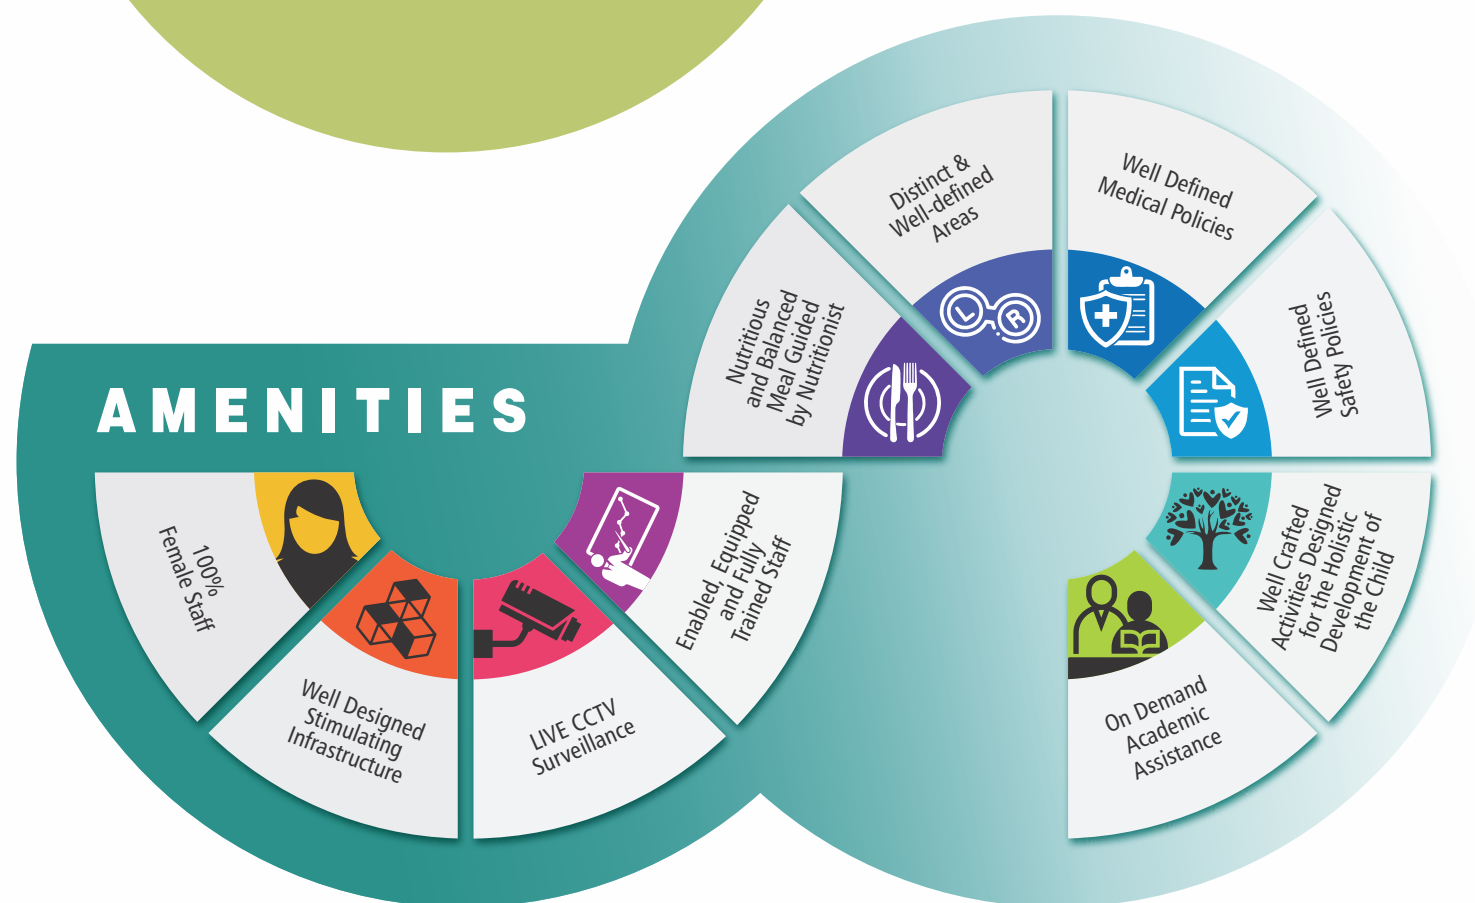 AMENITIES
100%
Female Staff
Well Designed
Stimulating
Infrastructure
LIVE CCTV
Surveillance
Enabled, Equipped
and Fully
Trained Staff
Nutritious
and Balanced
Meal Guided
by Nutritionist
Distinct &
Well-defined
Areas
L R
Well Defined
Medical Policies
Well Defined
Safety Policies
Well Crafted
Activities Designed
for the Holistic
Development of
the Child
On Demand
Academic
Assistance